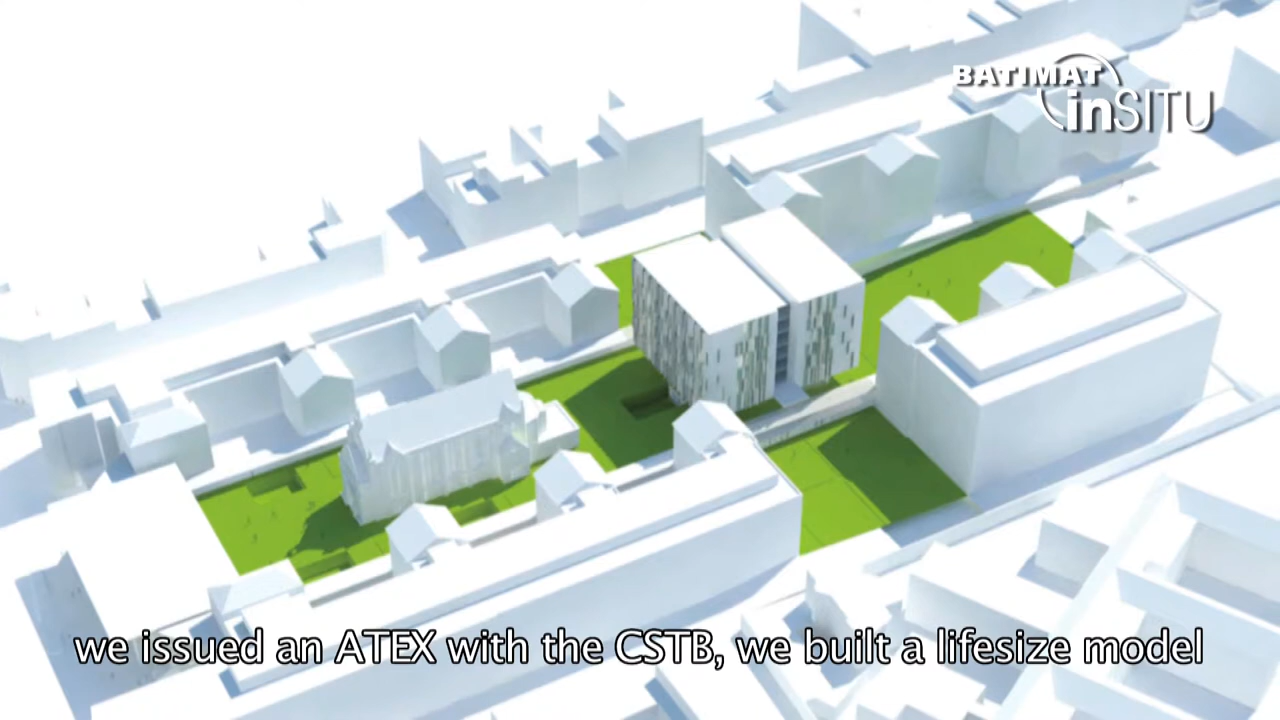 BATIMAT
inSITU
we issued an ATEX with the CSTB, we built a lifesize model